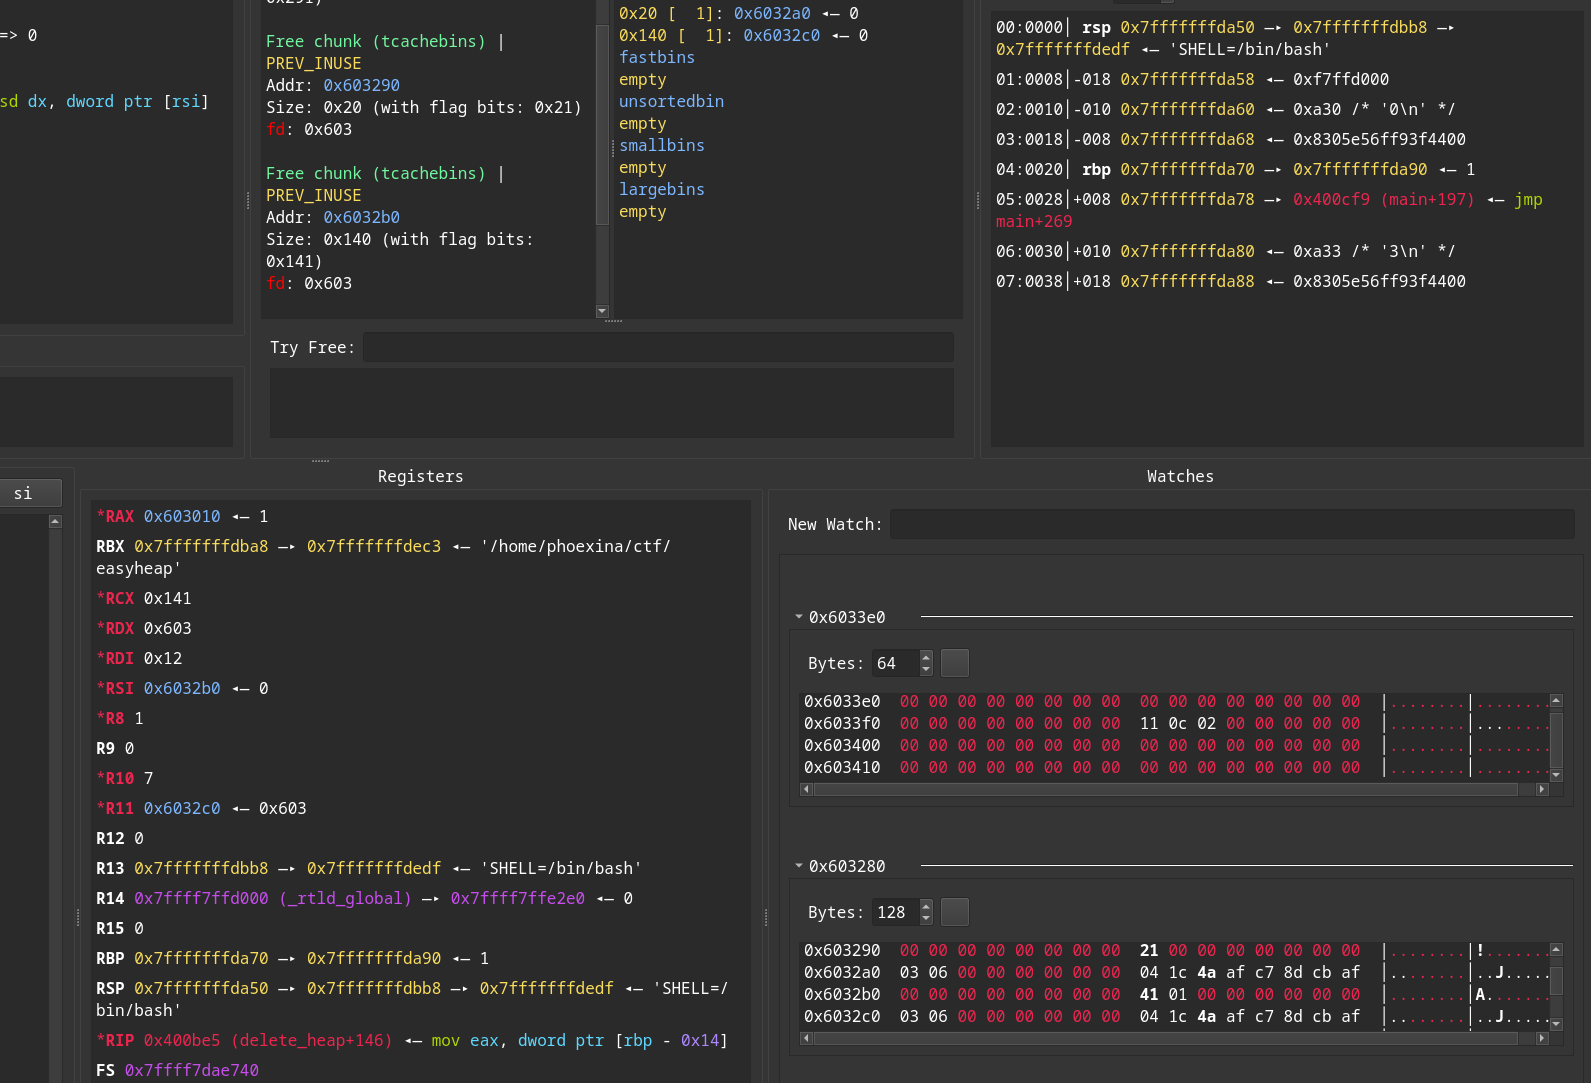 => 0
sd dx, dword ptr [rsi]
Free chunk (tcachebins) |
PREV_INUSE
Addr: 0x603290
Size: 0x20 (with flag bits: 0x21)
fd: 0x603
Free chunk (tcachebins) |
PREV_INUSE
Addr: 0x6032b0
Size: 0x140 (with flag bits:
0x141)
fd: 0x603
0x20 [  1]: 0x6032a0 ◂— 0
0x140 [  1]: 0x6032c0 ◂— 0
fastbins
empty
unsortedbin
empty
smallbins
empty
largebins
empty
Try Free:
00:0000│ rsp 0x7fffffffda50 —▸ 0x7fffffffdbb8 —▸
0x7fffffffdedf ◂— 'SHELL=/bin/bash'
01:0008│-018 0x7fffffffda58 ◂— 0xf7ffd000
02:0010│-010 0x7fffffffda60 ◂— 0xa30 /* '0\n' */
03:0018│-008 0x7fffffffda68 ◂— 0x8305e56ff93f4400
04:0020│ rbp 0x7fffffffda70 —▸ 0x7fffffffda90 ◂— 1
05:0028│+008 0x7fffffffda78 —▸ 0x400cf9 (main+197) ◂— jmp
main+269
06:0030│+010 0x7fffffffda80 ◂— 0xa33 /* '3\n' */
07:0038│+018 0x7fffffffda88 ◂— 0x8305e56ff93f4400
si
Registers
*RAX 0x603010 ◂— 1
RBX 0x7fffffffdba8 —▸ 0x7fffffffdec3 ◂— '/home/phoexina/ctf/
easyheap'
*RCX 0x141
*RDX 0x603
*RDI 0x12
*RSI 0x6032b0 ◂— 0
*R8 1
R9 0
*R10 7
*R11 0x6032c0 ◂— 0x603
R12 0
R13 0x7fffffffdbb8 —▸ 0x7fffffffdedf ◂— 'SHELL=/bin/bash'
R14 0x7ffff7ffd000 (_rtld_global) —▸ 0x7ffff7ffe2e0 ◂— 0
R15 0
RBP 0x7fffffffda70 —▸ 0x7fffffffda90 ◂— 1
RSP 0x7fffffffda50 —▸ 0x7fffffffdbb8 —▸ 0x7fffffffdedf ◂— 'SHELL=/
bin/bash'
*RIP 0x400be5 (delete_heap+146) ◂— mov eax, dword ptr [rbp - 0x14]
FS 0x7ffff7dae740
Watches
New Watch:
0x6033e0
Bytes: 64
0x6033e0 00 00 00 00 00 00 00 00 00 00 00 00 00 00 00 00 |........|........
0x6033f0 00 00 00 00 00 00 00 00 11 0c 02 00 00 00 00 00 |........|........
0x603400 00 00 00 00 00 00 00 00 00 00 00 00 00 00 00 00 |........|........
0x603410 00 00 00 00 00 00 00 00 00 00 00 00 00 00 00 00 |........|........
0x603280
Bytes: 128
0x603290 00 00 00 00 00 00 00 00 21 00 00 00 00 00 00 00 |........|!.......
0x6032a0 03 06 00 00 00 00 00 00 04 1c 4a af c7 8d cb af |........|..J.....
0x6032b0 00 00 00 00 00 00 00 00 41 01 00 00 00 00 00 00 |........|A.......
0x6032c0 03 06 00 00 00 00 00 00 04 1c 4a af c7 8d cb af |........|..J.....